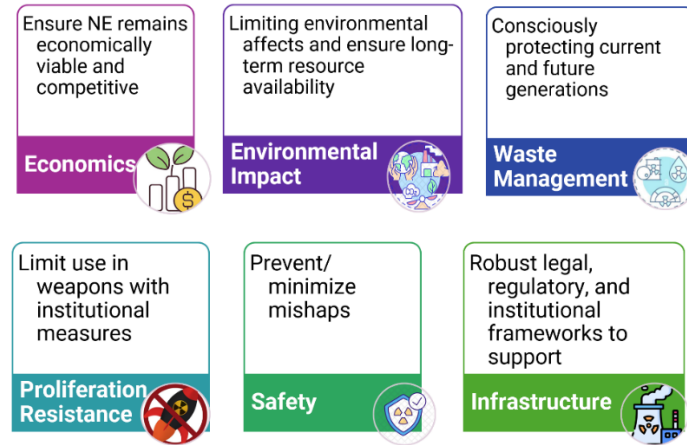 Ensure NE remains
economically
viable and
competitive
Economics
Limiting environmental
affects and ensure long-
term resource
availability
Environmental
Impact
Consciously
protecting current
and future
generations
Waste
Management
Limit use in
weapons with
institutional
measures
Proliferation
Resistance
Prevent/
minimize
mishaps
Safety
Robust legal,
regulatory, and
institutional
frameworks to
support
Infrastructure